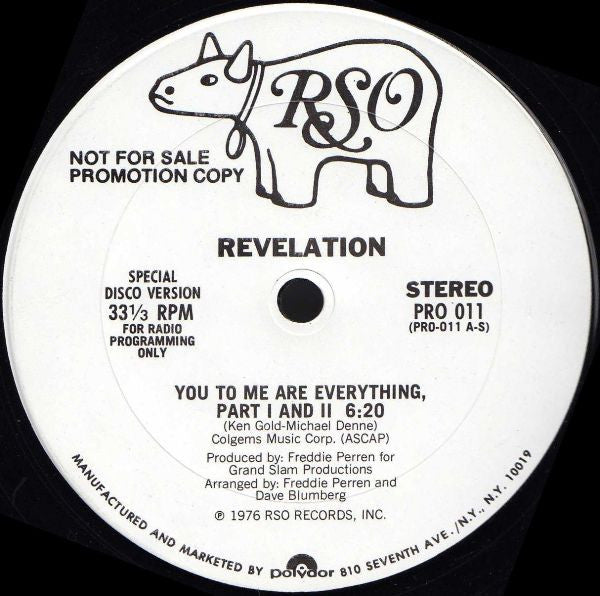 RSO
NOT FOR SALE
PROMOTION COPY
REVELATION
SPECIAL
DISCO VERSION
33⅓ RPM
FOR RADIO
PROGRAMMING
ONLY
STEREO
PRO 011
(PRO-011 A-S)
YOU TO ME ARE EVERYTHING,
PART I AND II 6:20
(Ken Gold-Michael Denne)
Colgems Music Corp. (ASCAP)
Produced by: Freddie Perren for
Grand Slam Productions
Arranged by: Freddie Perren and
Dave Blumberg
℗ 1976 RSO RECORDS, INC.
MANUFACTURED AND MARKETED BY polydor 810 SEVENTH AVE./N.Y., N.Y. 10019